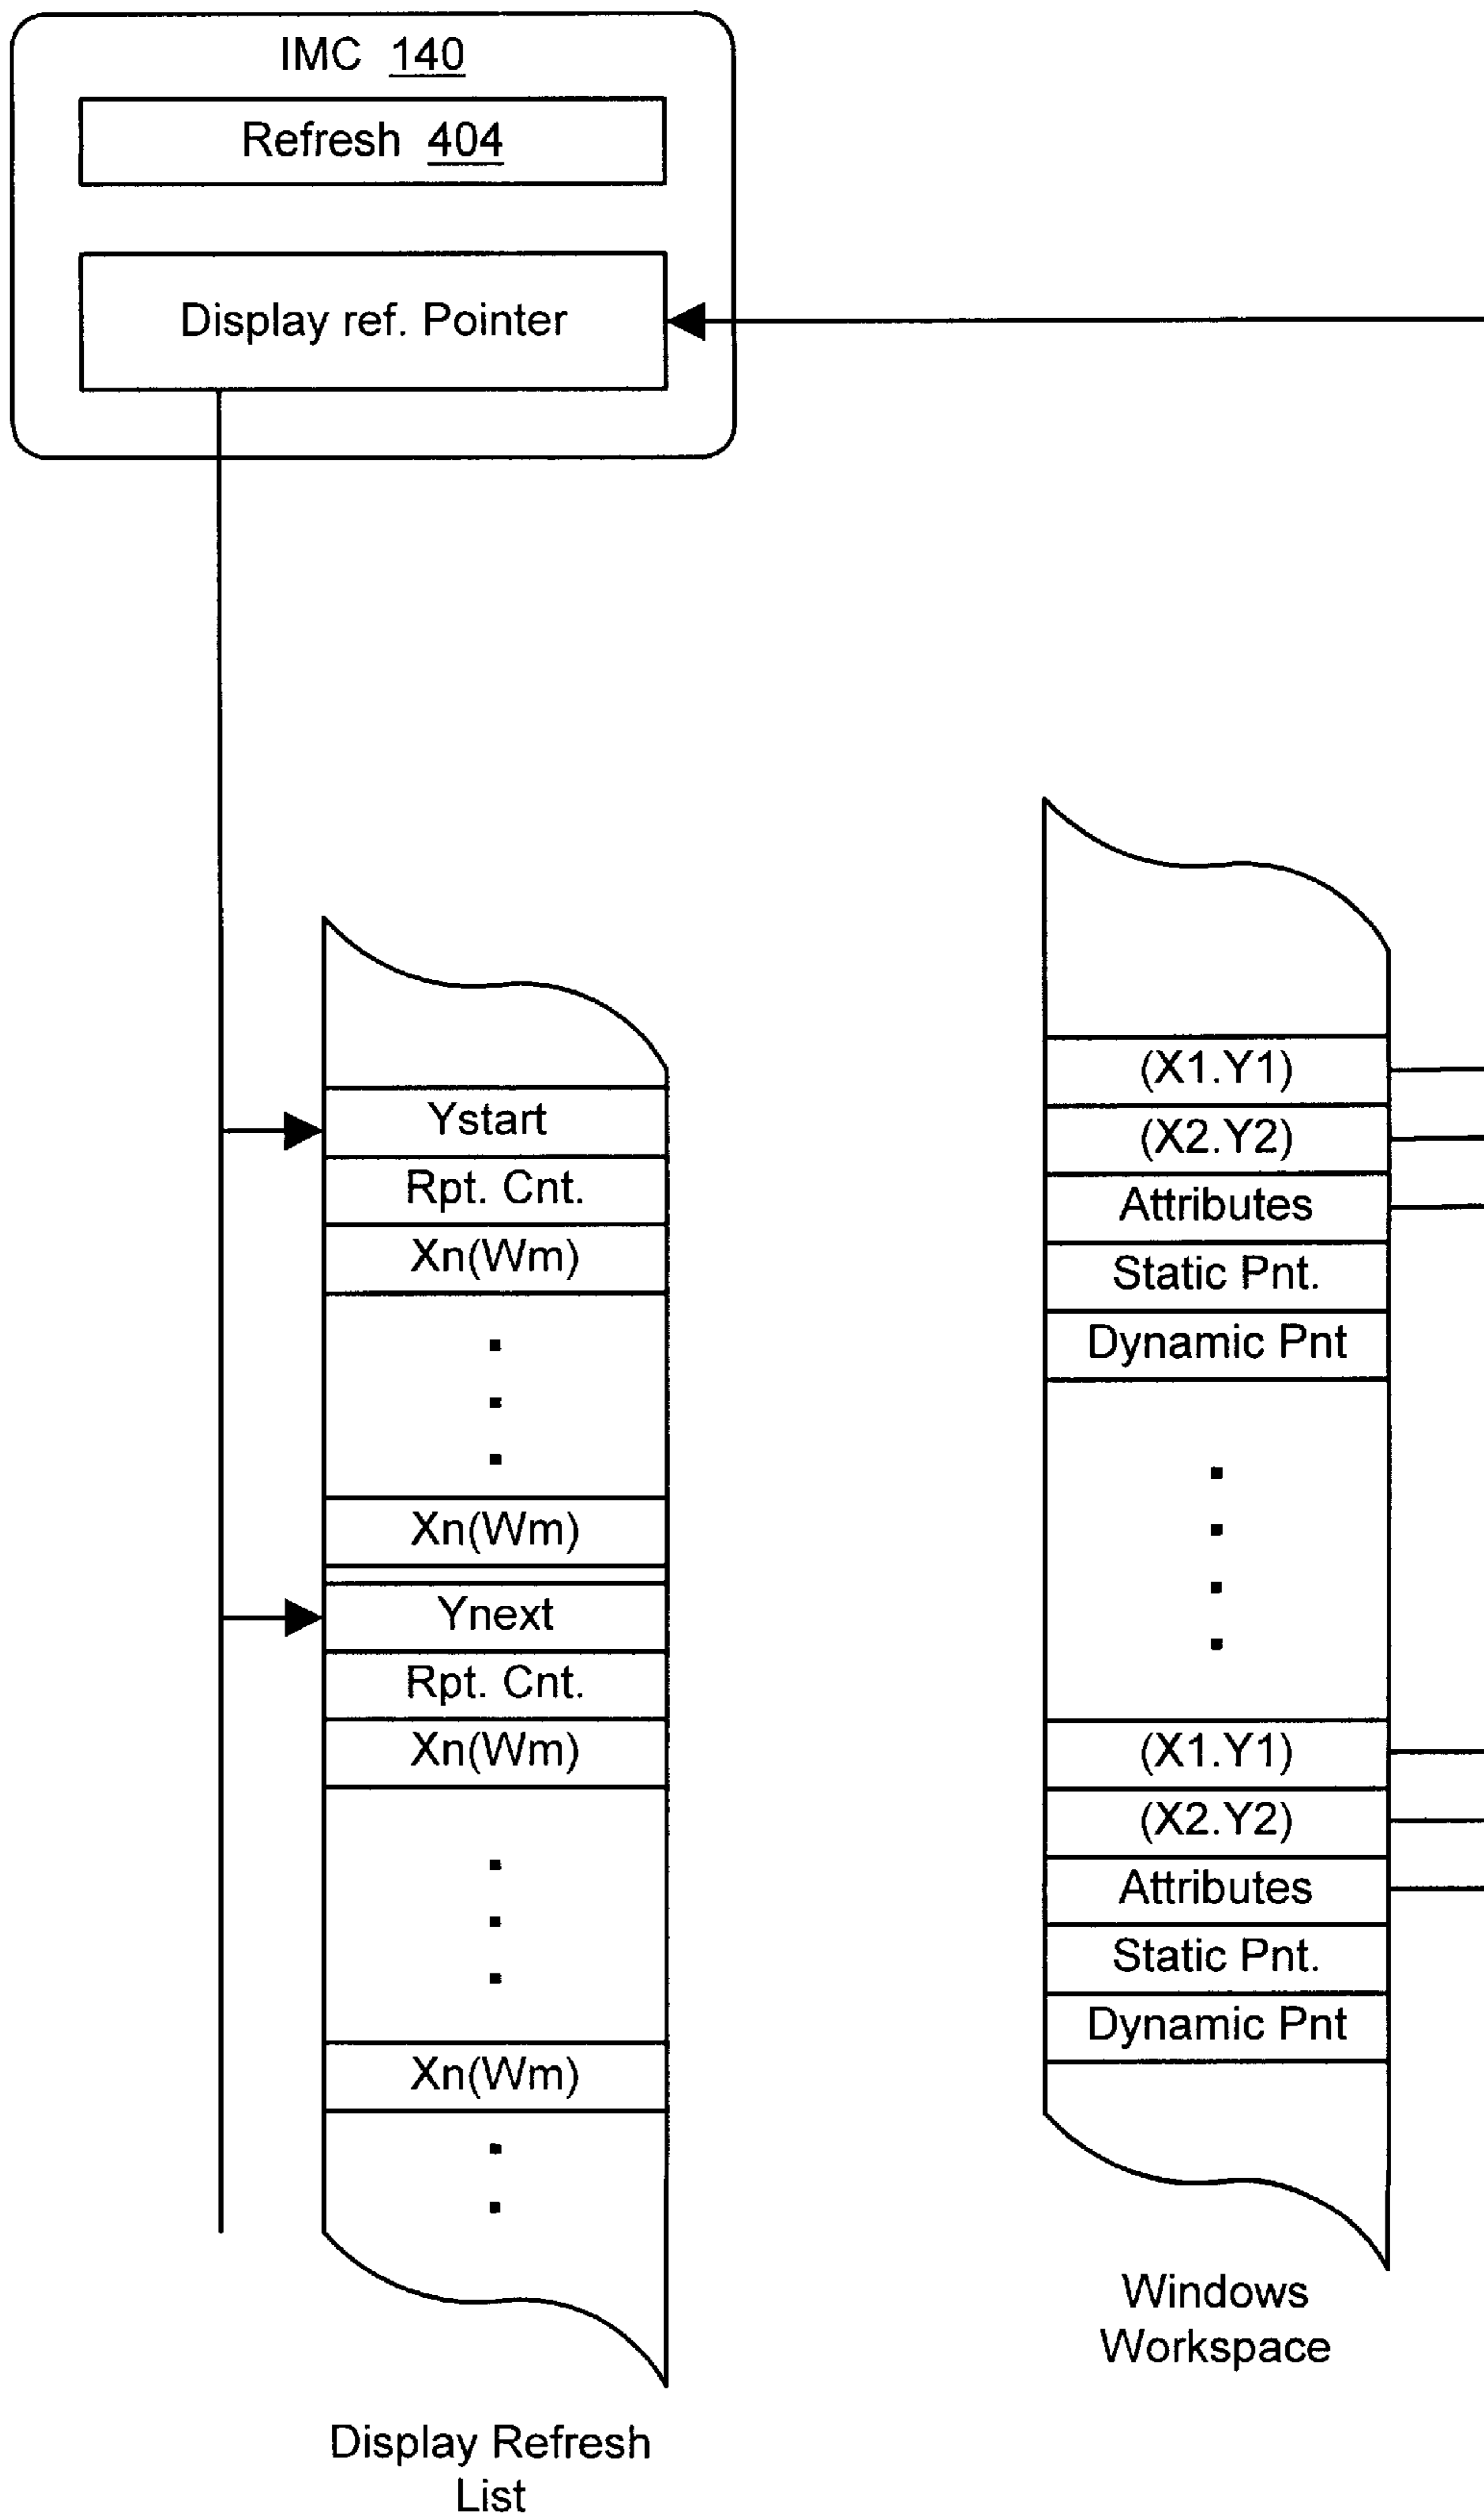 IMC 140
Refresh 404
Display ref. Pointer
Ystart
Rpt. Cnt.
Xn(Wm)
Xn(Wm)
Ynext
Rpt. Cnt.
Xn(Wm)
Xn(Wm)
Display Refresh
List
(X1.Y1)
(X2.Y2)
Attributes
Static Pnt.
Dynamic Pnt
(X1.Y1)
(X2.Y2)
Attributes
Static Pnt.
Dynamic Pnt
Windows
Workspace